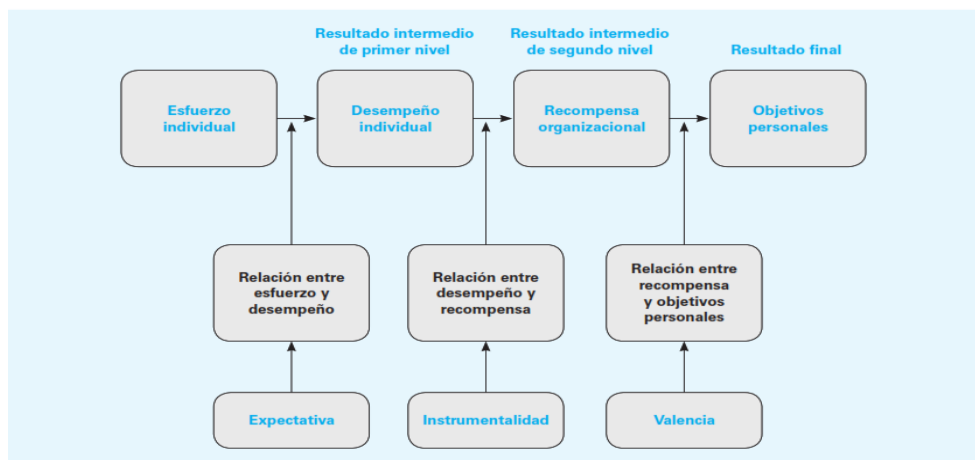 Resultado intermedio
de primer nivel
Resultado intermedio
de segundo nivel
Resultado final
Esfuerzo
individual
Desempeño
individual
Recompensa
organizacional
Objetivos
personales
Relación entre
esfuerzo y
desempeño
Relación entre
desempeño y
recompensa
Relación entre
recompensa
y objetivos
personales
Expectativa
Instrumentalidad
Valencia